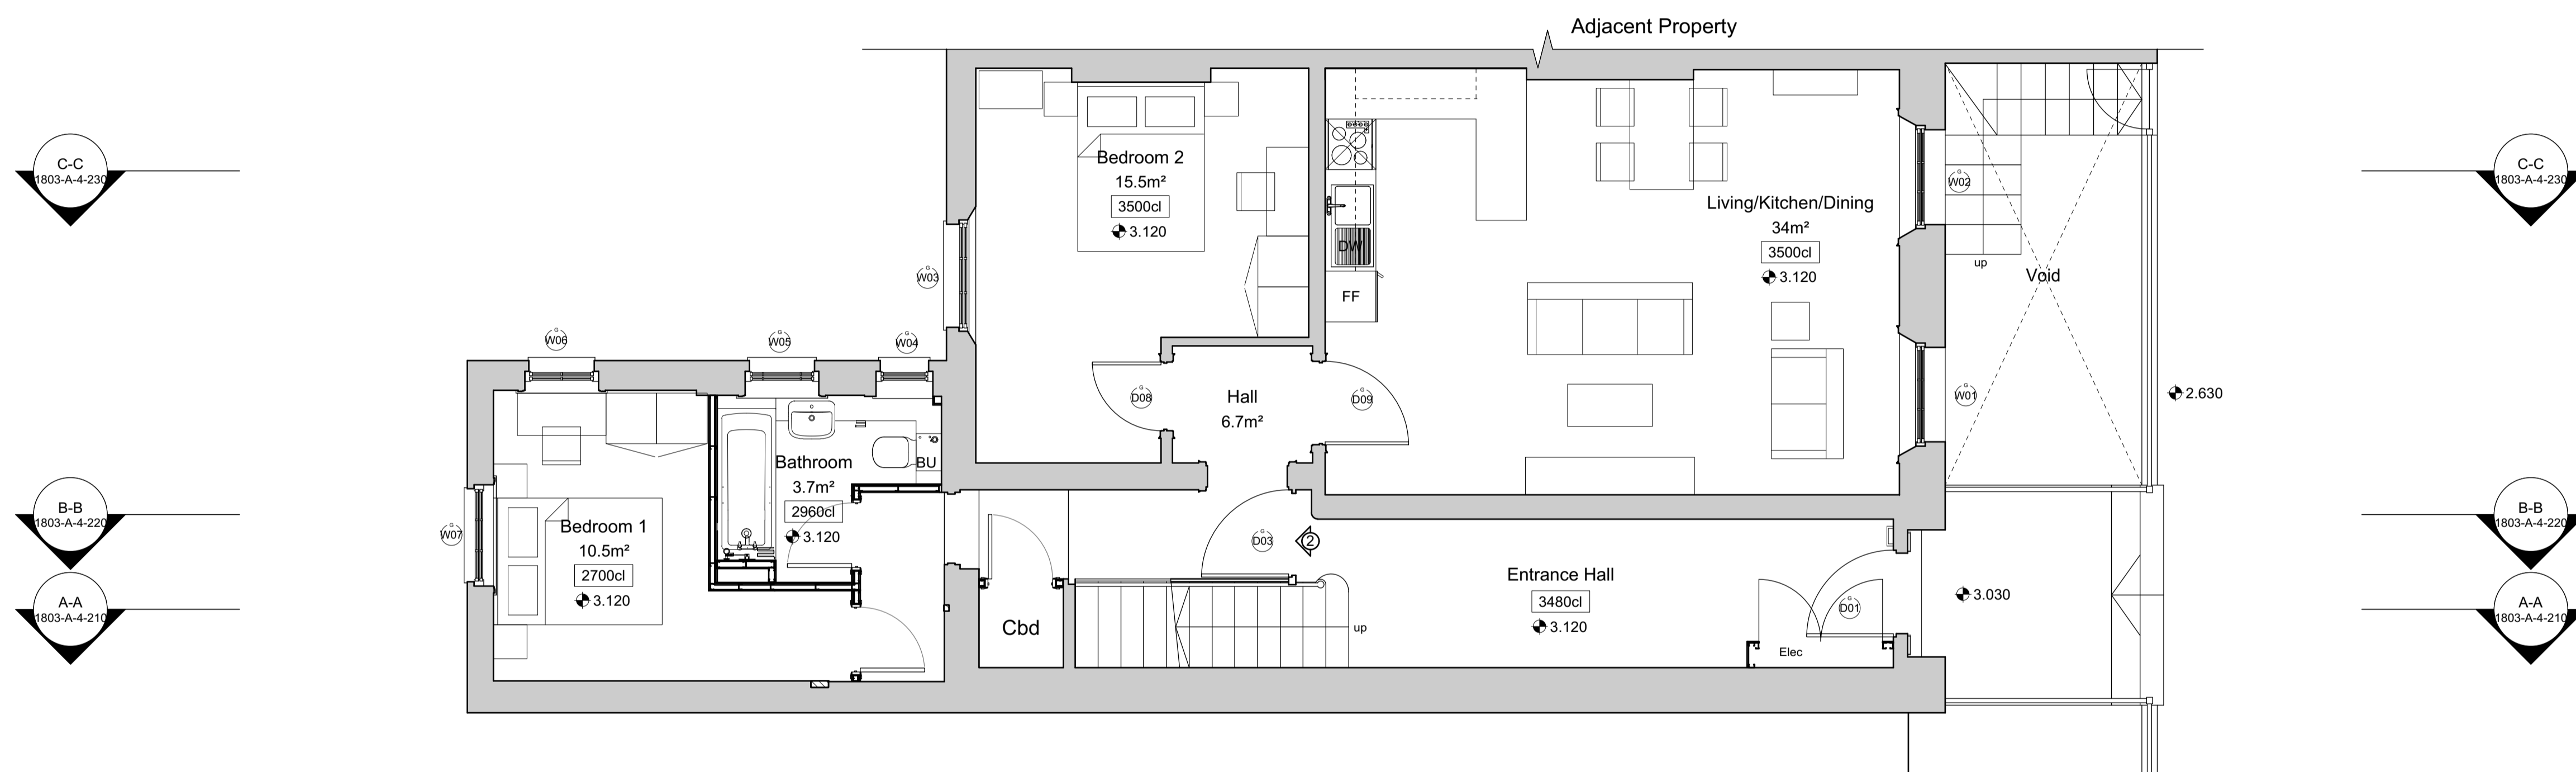 Adjacent Property
C-C
1803-A-4-230
C-C
1803-A-4-230
Bedroom 2
15.5m²
3500cl
3.120
Living/Kitchen/Dining
34m²
3500cl
3.120
DW
FF
G
W02
up
Void
G
W03
G
W06
G
W05
G
W04
G
D08
Hall
6.7m²
G
D09
G
W01
2.630
Bathroom
3.7m²
2960cl
3.120
BU
B-B
1803-A-4-220
B-B
1803-A-4-220
G
W07
Bedroom 1
10.5m²
2700cl
3.120
G
D03
2
Entrance Hall
3480cl
3.120
A-A
1803-A-4-210
A-A
1803-A-4-210
Cbd
up
G
D01
Elec
3.030